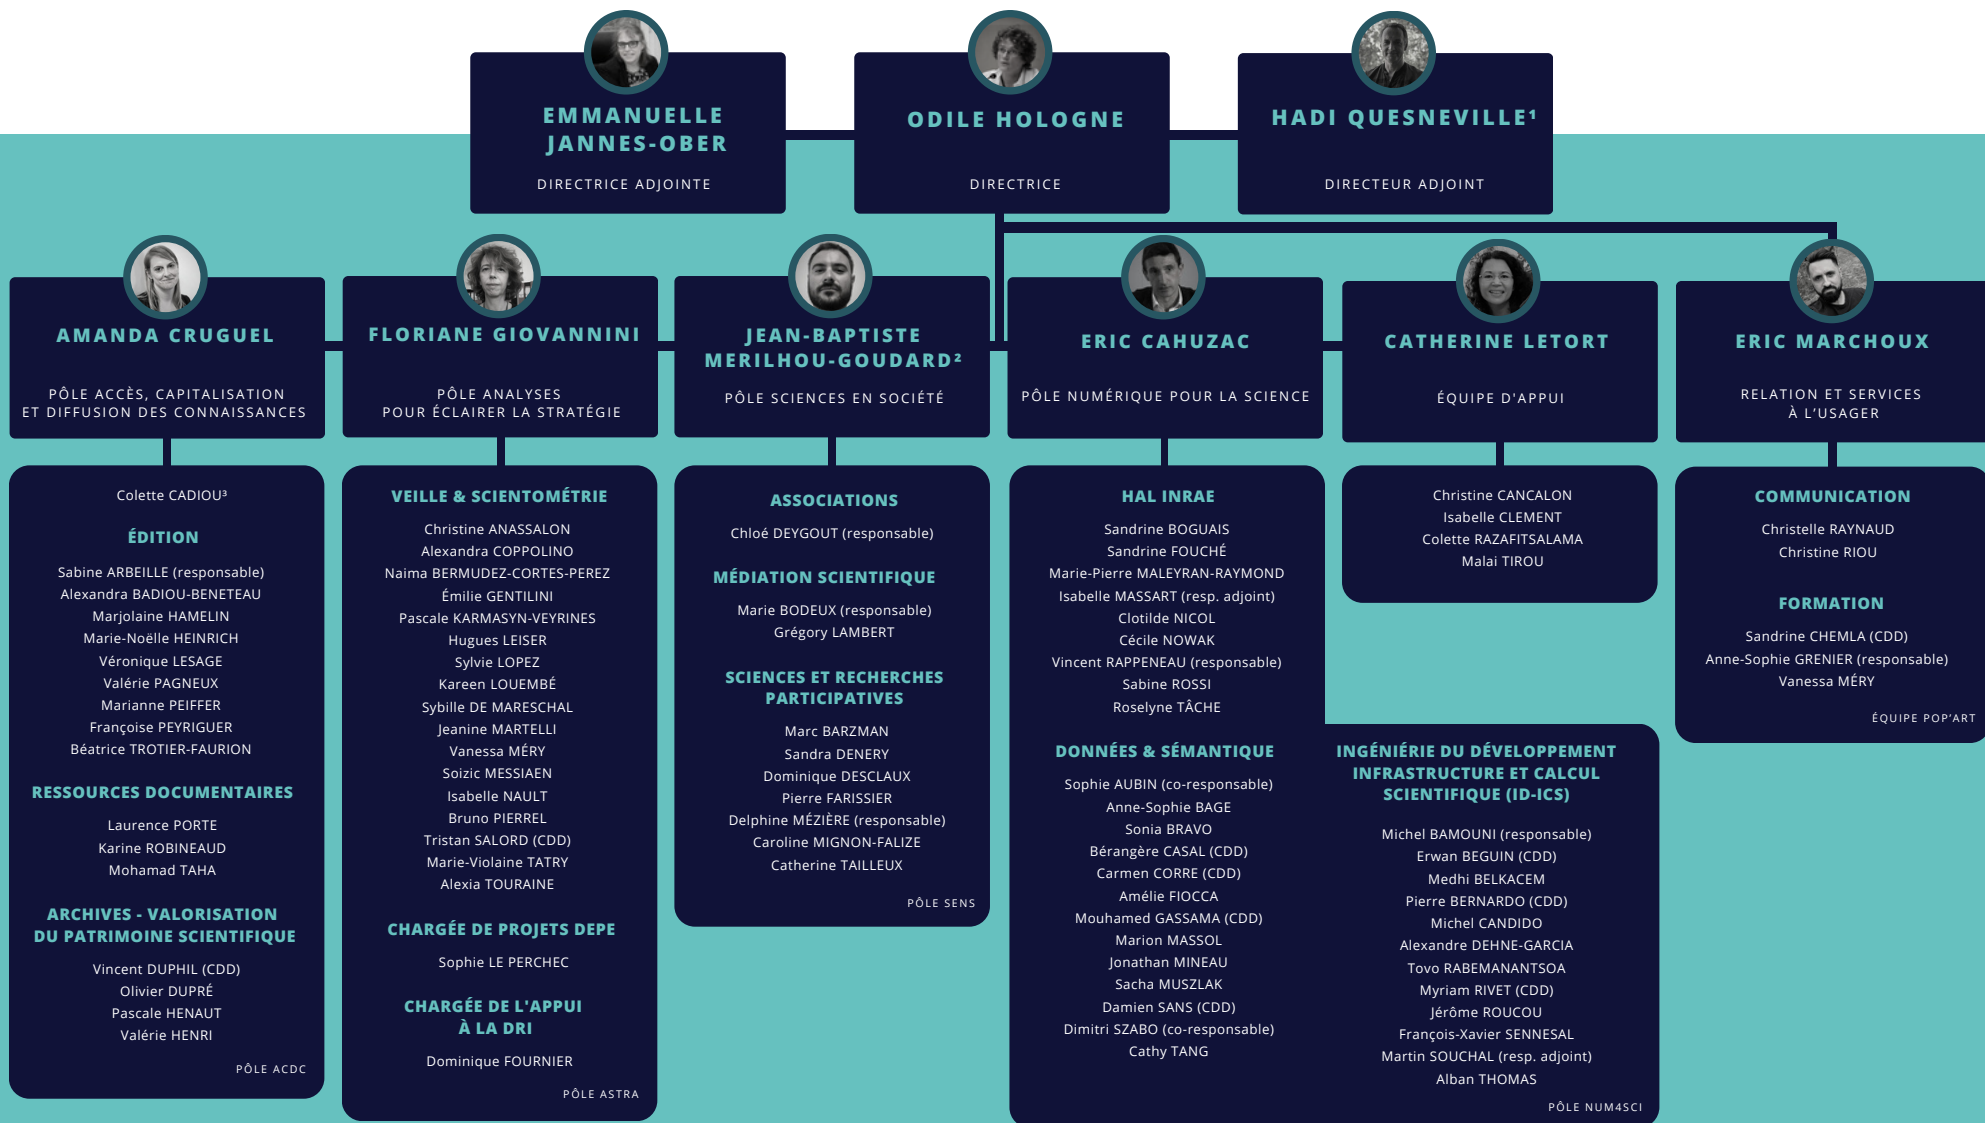 EMMANUELLE
JANNES-OBER
DIRECTRICE ADJOINTE
ODILE HOLOGNE
DIRECTRICE
HADI QUESNEVILLE¹
DIRECTEUR ADJOINT
AMANDA CRUGUEL
PÔLE ACCÈS, CAPITALISATION
ET DIFFUSION DES CONNAISSANCES
FLORIANE GIOVANNINI
PÔLE ANALYSES
POUR ÉCLAIRER LA STRATÉGIE
JEAN-BAPTISTE
MERILHOU-GOUDARD²
PÔLE SCIENCES EN SOCIÉTÉ
ERIC CAHUZAC
PÔLE NUMÉRIQUE POUR LA SCIENCE
CATHERINE LETORT
ÉQUIPE D'APPUI
ERIC MARCHOUX
RELATION ET SERVICES
À L’USAGER
Colette CADIOU³
ÉDITION
Sabine ARBEILLE (responsable)
Alexandra BADIOU-BENETEAU
Marjolaine HAMELIN
Marie-Noëlle HEINRICH
Véronique LESAGE
Valérie PAGNEUX
Marianne PEIFFER
Françoise PEYRIGUER
Béatrice TROTIER-FAURION
RESSOURCES DOCUMENTAIRES
Laurence PORTE
Karine ROBINEAUD
Mohamad TAHA
ARCHIVES - VALORISATION
DU PATRIMOINE SCIENTIFIQUE
Vincent DUPHIL (CDD)
Olivier DUPRÉ
Pascale HENAUT
Valérie HENRI
PÔLE ACDC
VEILLE & SCIENTOMÉTRIE
Christine ANASSALON
Alexandra COPPOLINO
Naima BERMUDEZ-CORTES-PEREZ
Émilie GENTILINI
Pascale KARMASYN-VEYRINES
Hugues LEISER
Sylvie LOPEZ
Kareen LOUEMBÉ
Sybille DE MARESCHAL
Jeanine MARTELLI
Vanessa MÉRY
Soizic MESSIAEN
Isabelle NAULT
Bruno PIERREL
Tristan SALORD (CDD)
Marie-Violaine TATRY
Alexia TOURAINE
CHARGÉE DE PROJETS DEPE
Sophie LE PERCHEC
CHARGÉE DE L'APPUI
À LA DRI
Dominique FOURNIER
PÔLE ASTRA
ASSOCIATIONS
Chloé DEYGOUT (responsable)
MÉDIATION SCIENTIFIQUE
Marie BODEUX (responsable)
Grégory LAMBERT
SCIENCES ET RECHERCHES
PARTICIPATIVES
Marc BARZMAN
Sandra DENERY
Dominique DESCLAUX
Pierre FARISSIER
Delphine MÉZIÈRE (responsable)
Caroline MIGNON-FALIZE
Catherine TAILLEUX
PÔLE SENS
HAL INRAE
Sandrine BOGUAIS
Sandrine FOUCHÉ
Marie-Pierre MALEYRAN-RAYMOND
Isabelle MASSART (resp. adjoint)
Clotilde NICOL
Cécile NOWAK
Vincent RAPPENEAU (responsable)
Sabine ROSSI
Roselyne TÂCHE
DONNÉES & SÉMANTIQUE
Sophie AUBIN (co-responsable)
Anne-Sophie BAGE
Sonia BRAVO
Bérangère CASAL (CDD)
Carmen CORRE (CDD)
Amélie FIOCCA
Mouhamed GASSAMA (CDD)
Marion MASSOL
Jonathan MINEAU
Sacha MUSZLAK
Damien SANS (CDD)
Dimitri SZABO (co-responsable)
Cathy TANG
INGÉNIÉRIE DU DÉVELOPPEMENT
INFRASTRUCTURE ET CALCUL
SCIENTIFIQUE (ID-ICS)
Michel BAMOUNI (responsable)
Erwan BEGUIN (CDD)
Medhi BELKACEM
Pierre BERNARDO (CDD)
Michel CANDIDO
Alexandre DEHNE-GARCIA
Tovo RABEMANANTSOA
Myriam RIVET (CDD)
Jérôme ROUCOU
François-Xavier SENNESAL
Martin SOUCHAL (resp. adjoint)
Alban THOMAS
PÔLE NUM4SCI
Christine CANCALON
Isabelle CLEMENT
Colette RAZAFITSALAMA
Malai TIROU
COMMUNICATION
Christelle RAYNAUD
Christine RIOU
FORMATION
Sandrine CHEMLA (CDD)
Anne-Sophie GRENIER (responsable)
Vanessa MÉRY
ÉQUIPE POP’ART